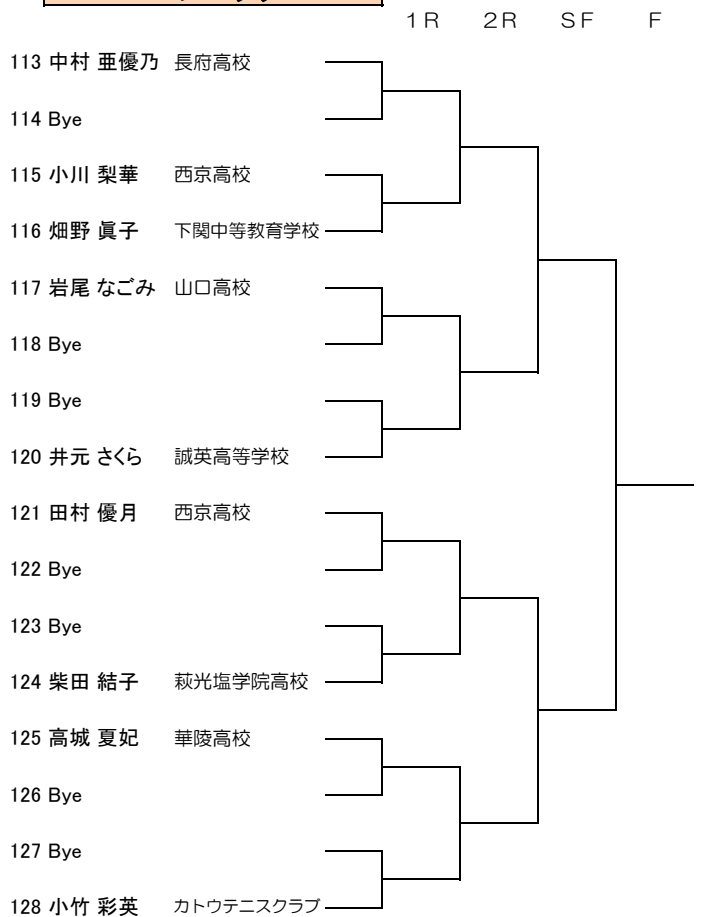 1R 2R SF F
113 中村 亜優乃 長府高校
114 Bye
115 小川 梨華 西京高校
116 畑野 眞子 下関中等教育学校
117 岩尾 なごみ 山口高校
118 Bye
119 Bye
120 井元 さくら 誠英高等学校
121 田村 優月 西京高校
122 Bye
123 Bye
124 柴田 結子 萩光塩学院高校
125 高城 夏妃 華陵高校
126 Bye
127 Bye
128 小竹 彩英 カトウテニスクラブ